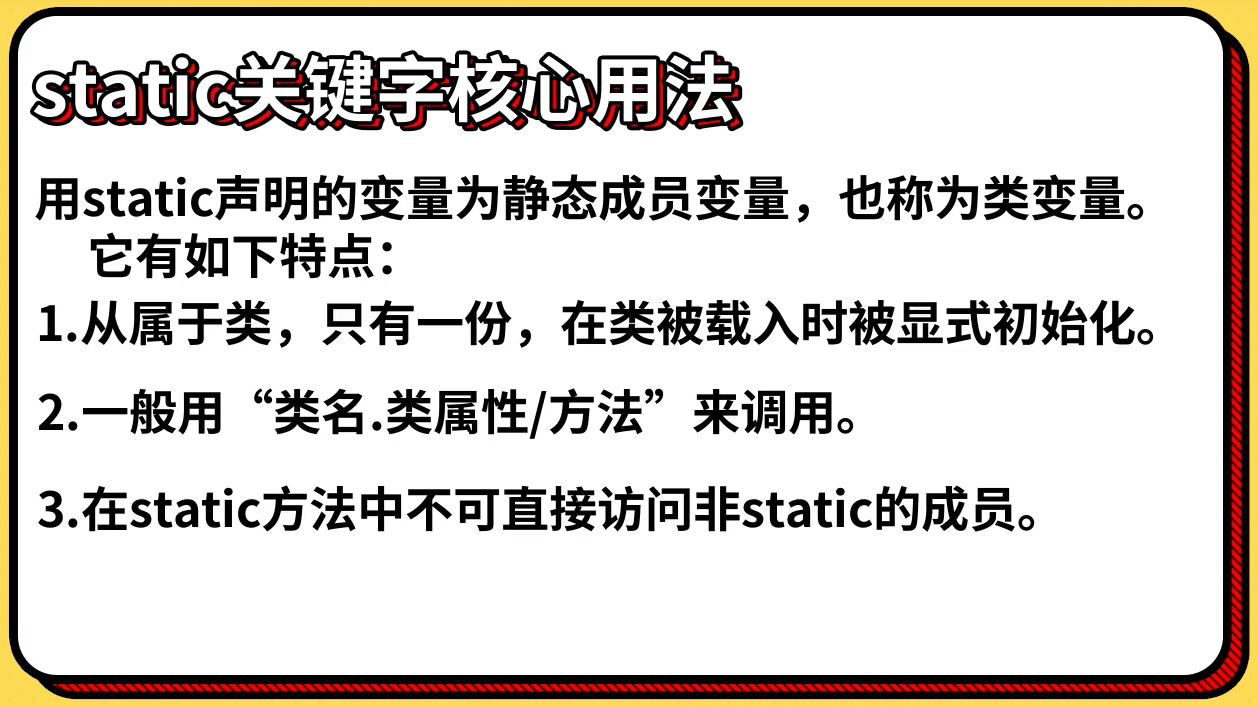 static关键字核心用法
用static声明的变量为静态成员变量，也称为类变量。
它有如下特点：
1.从属于类，只有一份，在类被载入时被显式初始化。
2.一般用“类名.类属性/方法”来调用。
3.在static方法中不可直接访问非static的成员。